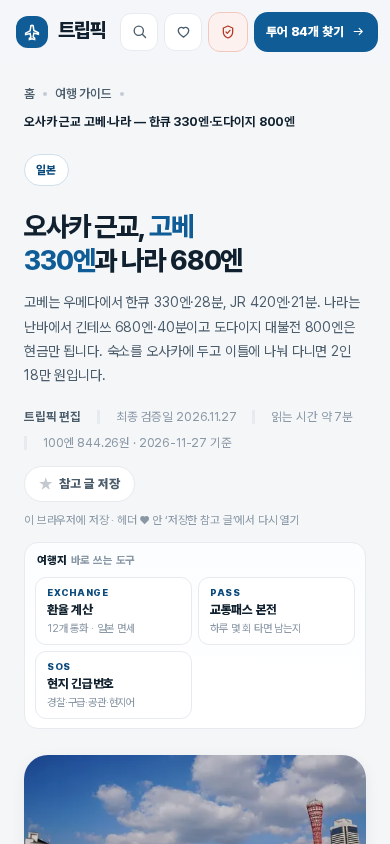 트립픽
투어 84개 찾기 →
홈 • 여행 가이드 •
오사카 근교 고베·나라 — 한큐 330엔·도다이지 800엔
일본
오사카 근교, 고베
330엔과 나라 680엔
고베는 우메다에서 한큐 330엔·28분, JR 420엔·21분. 나라는
난바에서 긴테쓰 680엔·40분이고 도다이지 대불전 800엔은
현금만 됩니다. 숙소를 오사카에 두고 이틀에 나눠 다니면 2인
18만 원입니다.
트립픽 편집 | 최종 검증일 2026.11.27 | 읽는 시간 약 7분
| 100엔 844.26원 · 2026-11-27 기준
★ 참고 글 저장
이 브라우저에 저장 · 헤더 ♥ 안 ‘저장한 참고 글’에서 다시 열기
여행지 바로 쓰는 도구
EXCHANGE
환율 계산
12개 통화 · 일본 면세
PASS
교통패스 본전
하루 몇 회 타면 남는지
SOS
현지 긴급번호
경찰·구급·공관·현지어